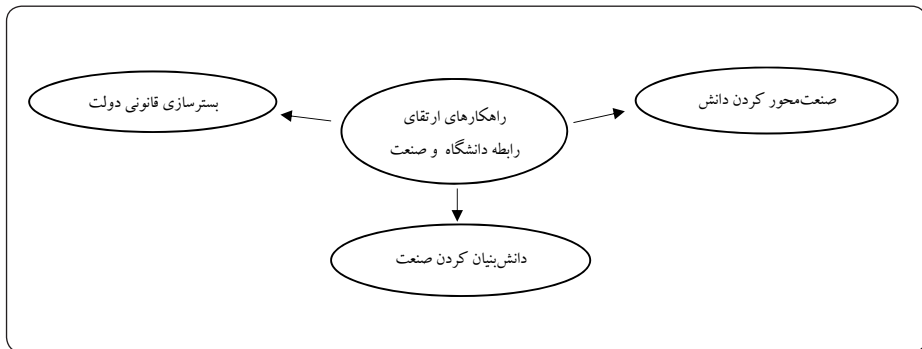 صنعت‌محور کردن دانش
راهکارهای ارتقای
رابطه دانشگاه و صنعت
بسترسازی قانونی دولت
دانش‌بنیان کردن صنعت